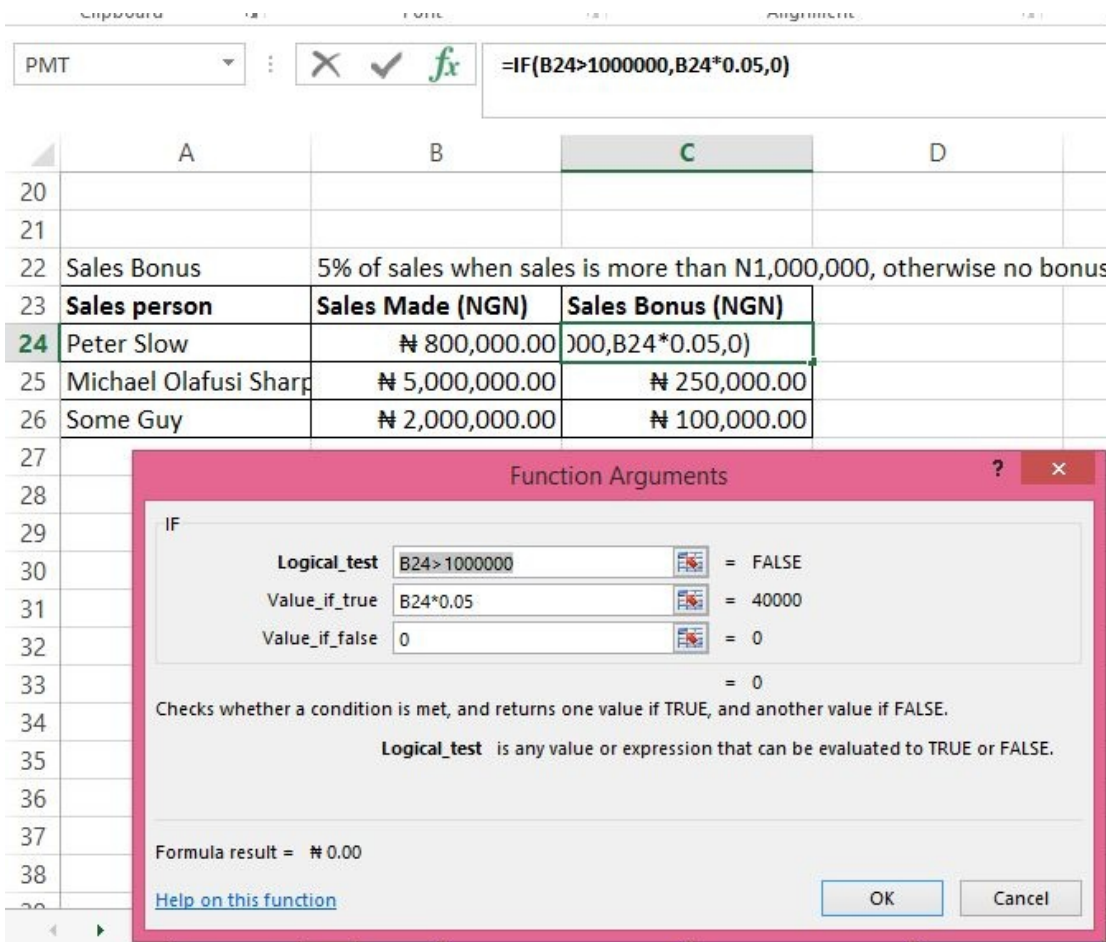 PMT fx =IF(B24>1000000,B24*0.05,0)
A B C D
20
21
22 Sales Bonus 5% of sales when sales is more than N1,000,000, otherwise no bonus
23 Sales person Sales Made (NGN) Sales Bonus (NGN)
24 Peter Slow ₦ 800,000.00 000,B24*0.05,0)
25 Michael Olafusi Sharp ₦ 5,000,000.00 ₦ 250,000.00
26 Some Guy ₦ 2,000,000.00 ₦ 100,000.00
27
Function Arguments ? ×
28
29 IF
30 Logical_test B24>1000000 = FALSE
31 Value_if_true B24*0.05 = 40000
32 Value_if_false 0 = 0
33 = 0
34 Checks whether a condition is met, and returns one value if TRUE, and another value if FALSE.
35 Logical_test is any value or expression that can be evaluated to TRUE or FALSE.
36
37 Formula result = ₦ 0.00
38
Help on this function OK Cancel